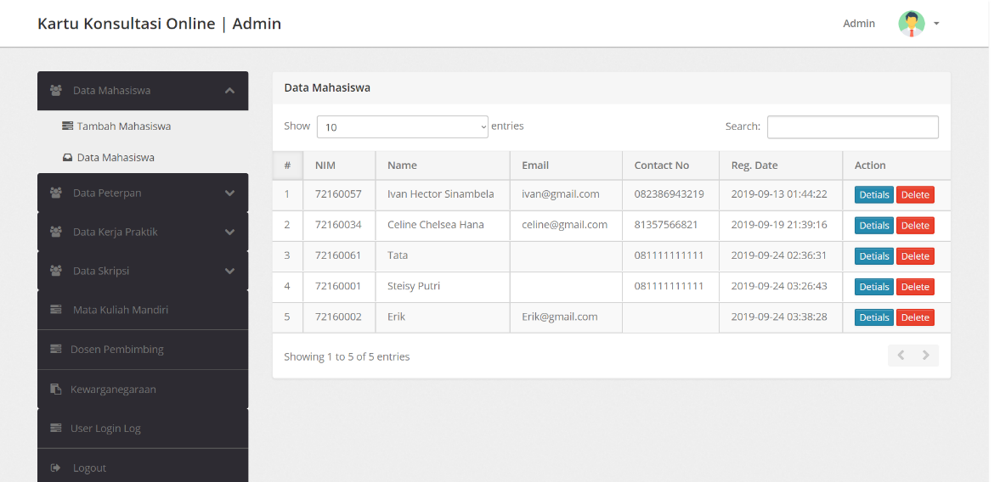 Kartu Konsultasi Online | Admin
Admin
Data Mahasiswa
Tambah Mahasiswa
Data Mahasiswa
Data Peterpan
Data Kerja Praktik
Data Skripsi
Mata Kuliah Mandiri
Dosen Pembimbing
Kewarganegaraan
User Login Log
Logout
Data Mahasiswa
Show 10 entries Search:
# NIM Name Email Contact No Reg. Date Action
1 72160057 Ivan Hector Sinambela ivan@gmail.com 082386943219 2019-09-13 01:44:22 Detials Delete
2 72160034 Celine Chelsea Hana celine@gmail.com 81357566821 2019-09-19 21:39:16 Detials Delete
3 72160061 Tata 081111111111 2019-09-24 02:36:31 Detials Delete
4 72160001 Steisy Putri 081111111111 2019-09-24 03:26:43 Detials Delete
5 72160002 Erik Erik@gmail.com 2019-09-24 03:38:28 Detials Delete
Showing 1 to 5 of 5 entries